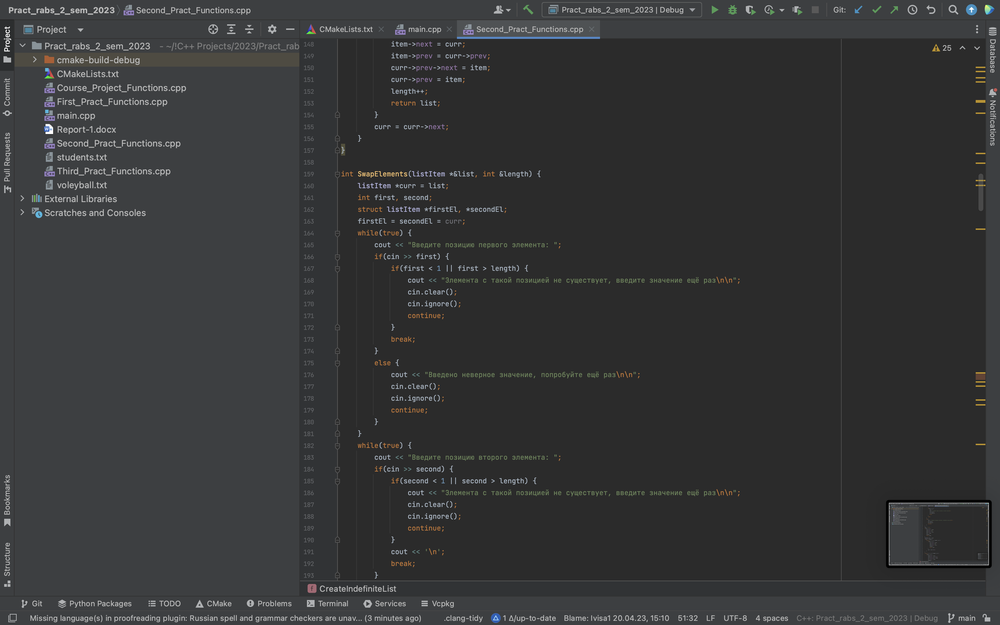 Pract_rabs_2_sem_2023 Second_Pract_Functions.cpp
Pract_rabs_2_sem_2023 | Debug
Git:
Project
CMakeLists.txt
main.cpp
Second_Pract_Functions.cpp
Project
Commit
Pull Requests
Bookmarks
Structure
Pract_rabs_2_sem_2023 - ~/!C++ Projects/2023/Pract_rab
cmake-build-debug
CMakeLists.txt
Course_Project_Functions.cpp
First_Pract_Functions.cpp
main.cpp
Report-1.docx
Second_Pract_Functions.cpp
students.txt
Third_Pract_Functions.cpp
voleyball.txt
External Libraries
Scratches and Consoles
148 item->next = curr;
149 item->prev = curr->prev;
150 curr->prev->next = item;
151 curr->prev = item;
152 length++;
153 return list;
154 }
155 curr = curr->next;
156 }
157 }
158
159 int SwapElements(listItem *&list, int &length) {
160 listItem *curr = list;
161 int first, second;
162 struct listItem *firstEl, *secondEl;
163 firstEl = secondEl = curr;
164 while(true) {
165 cout << "Введите позицию первого элемента: ";
166 if(cin >> first) {
167 if(first < 1 || first > length) {
168 cout << "Элемента с такой позицией не существует, введите значение ещё раз\n\n";
169 cin.clear();
170 cin.ignore();
171 continue;
172 }
173 break;
174 }
175 else {
176 cout << "Введено неверное значение, попробуйте ещё раз\n\n";
177 cin.clear();
178 cin.ignore();
179 continue;
180 }
181 }
182 while(true) {
183 cout << "Введите позицию второго элемента: ";
184 if(cin >> second) {
185 if(second < 1 || second > length) {
186 cout << "Элемента с такой позицией не существует, введите значение ещё раз\n\n";
187 cin.clear();
188 cin.ignore();
189 continue;
190 }
191 cout << '\n';
192 break;
193 }
25
Database
Notifications
f CreateIndefiniteList
Git Python Packages TODO CMake Problems Terminal Services Vcpkg
Missing language(s) in proofreading plugin: Russian spell and grammar checkers are unav... (3 minutes ago) .clang-tidy 1 Δ/up-to-date Blame: Ivisa1 20.04.23, 15:10 51:32 LF UTF-8 4 spaces C++: Pract_rabs_2_sem_2023 | Debug main